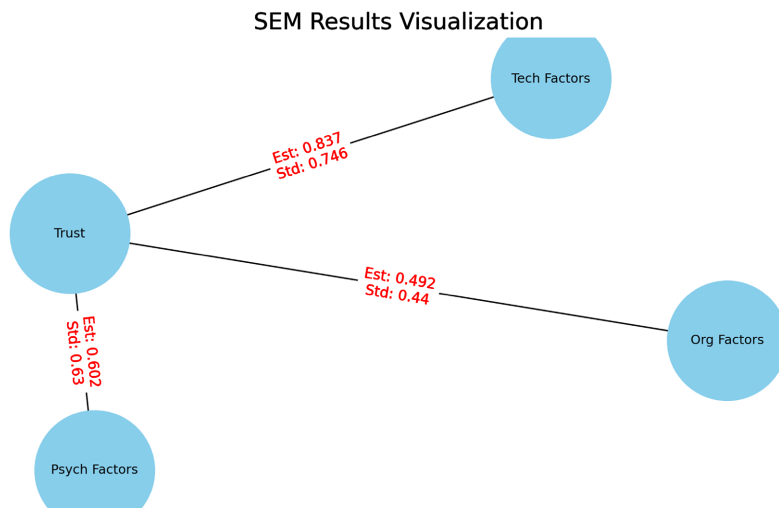 SEM Results Visualization
Tech Factors
Est: 0.837
Std: 0.746
Trust
Est: 0.492
Std: 0.44
Org Factors
Est: 0.602
Std: 0.63
Psych Factors